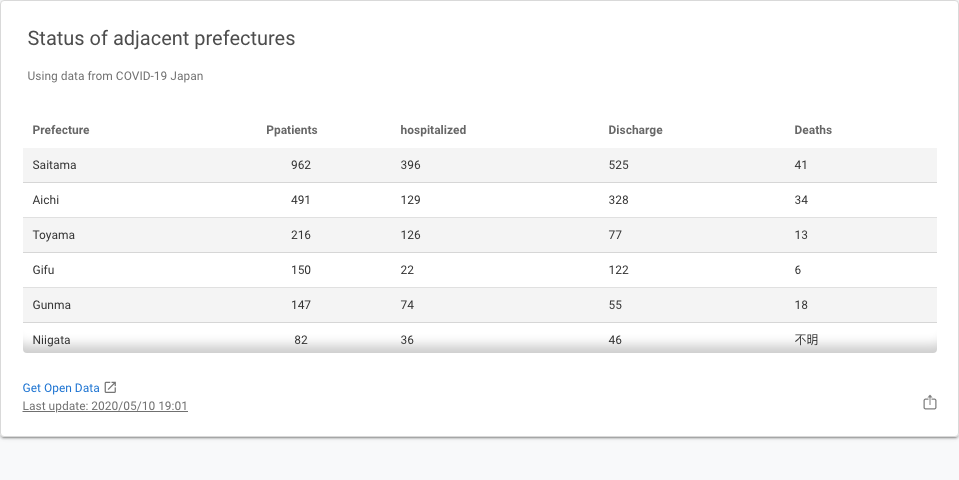 Status of adjacent prefectures
Using data from COVID-19 Japan
Prefecture Ppatients hospitalized Discharge Deaths
Saitama 962 396 525 41
Aichi 491 129 328 34
Toyama 216 126 77 13
Gifu 150 22 122 6
Gunma 147 74 55 18
Niigata 82 36 46 不明
Get Open Data
Last update: 2020/05/10 19:01